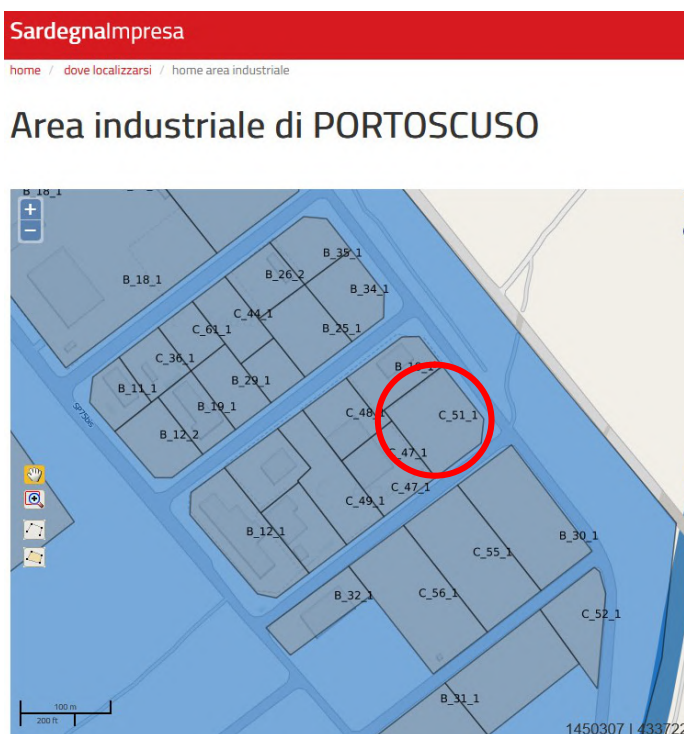 SardegnaImpresa
home / dove localizzarsi / home area industriale
Area industriale di PORTOSCUSO
B_18_1
+
−
B_35_1
B_26_2
B_18_1
B_34_1
C_44_1
C_61_1
B_25_1
C_36_1
B_29_1
B_11_1
B_19_1
SP75bis
B_12_2
C_48_1
C_51_1
C_47_1
C_47_1
C_49_1
B_12_1
B_30_1
C_55_1
B_32_1
C_56_1
C_52_1
B_31_1
100 m
200 ft
1450307 | 433722